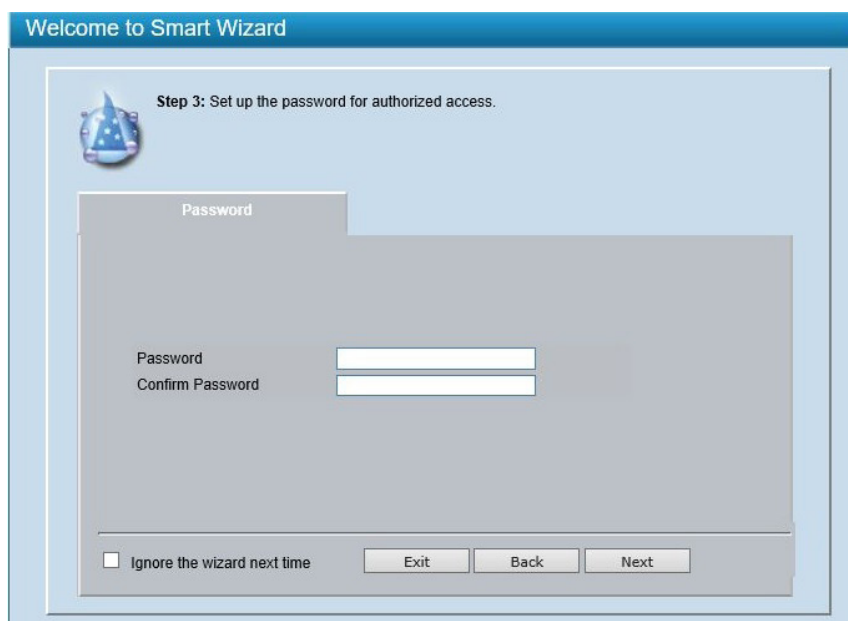 Welcome to Smart Wizard
Step 3: Set up the password for authorized access.
Password
Password
Confirm Password
Ignore the wizard next time
Exit
Back
Next